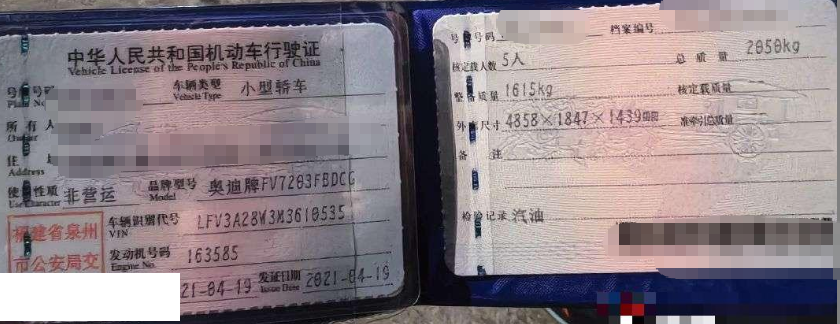 中华人民共和国机动车行驶证
Vehicle License of the People's Republic of China
号牌号码
Plate No.
车辆类型 小型轿车
Vehicle Type
所有人
Owner
住址
Address
使用性质 非营运
Use Character
品牌型号 奥迪牌FV7203FBDCG
Model
车辆识别代号 LFV3A28W3M3610535
VIN
发动机号码 163585
Engine No.
福建省泉州
市公安局交
21-04-19
发证日期 2021-04-19
Issue Date
号牌号码
档案编号
核定载人数 5人
总质量 2050kg
整备质量 1615kg
核定载质量
外廓尺寸 4858×1847×1439mm
准牵引总质量
备注
检验记录 汽油